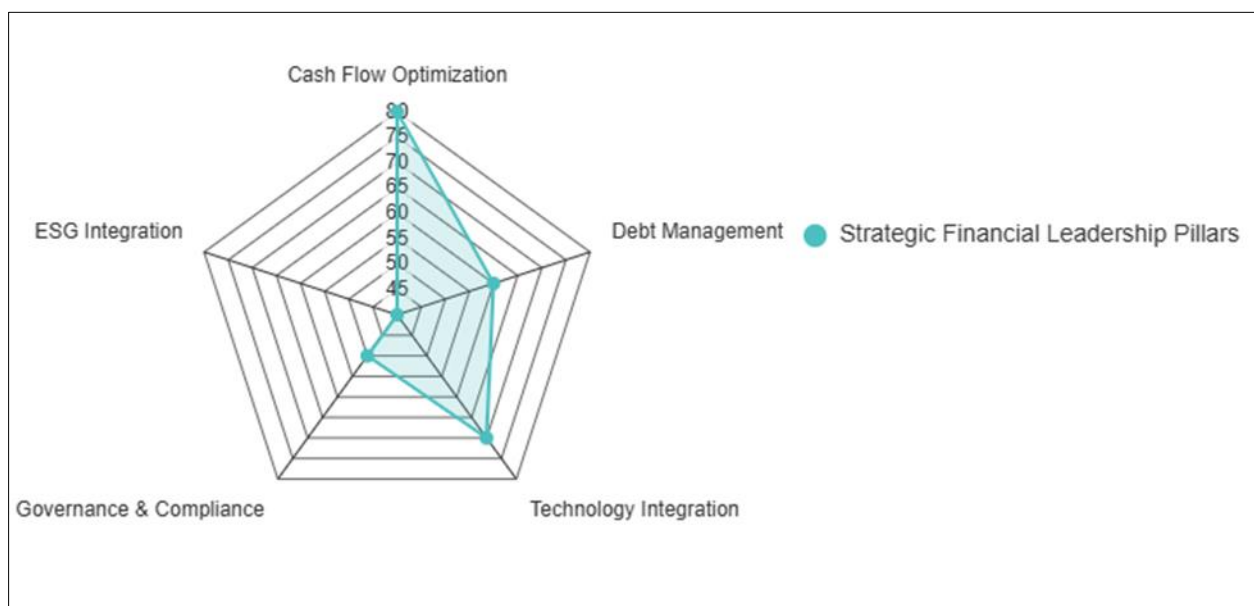 Cash Flow Optimization
80
75
70
65
60
55
50
45
ESG Integration
Debt Management
Strategic Financial Leadership Pillars
Governance & Compliance
Technology Integration